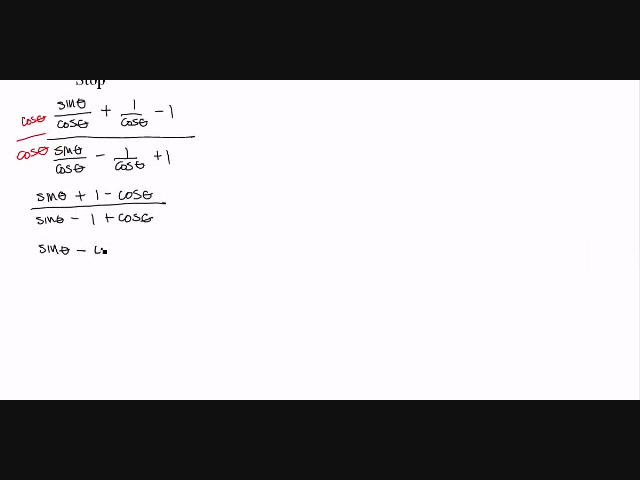 Stop
cosθ/cosθ (sinθ/cosθ + 1/cosθ - 1)/(sinθ/cosθ - 1/cosθ + 1)
(sinθ + 1 - cosθ)/(sinθ - 1 + cosθ)
sinθ -